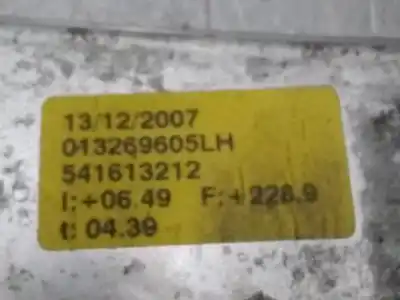 13/12/2007
013269605LH
541613212
I:+06.49 F:+228.9
t: 04.39